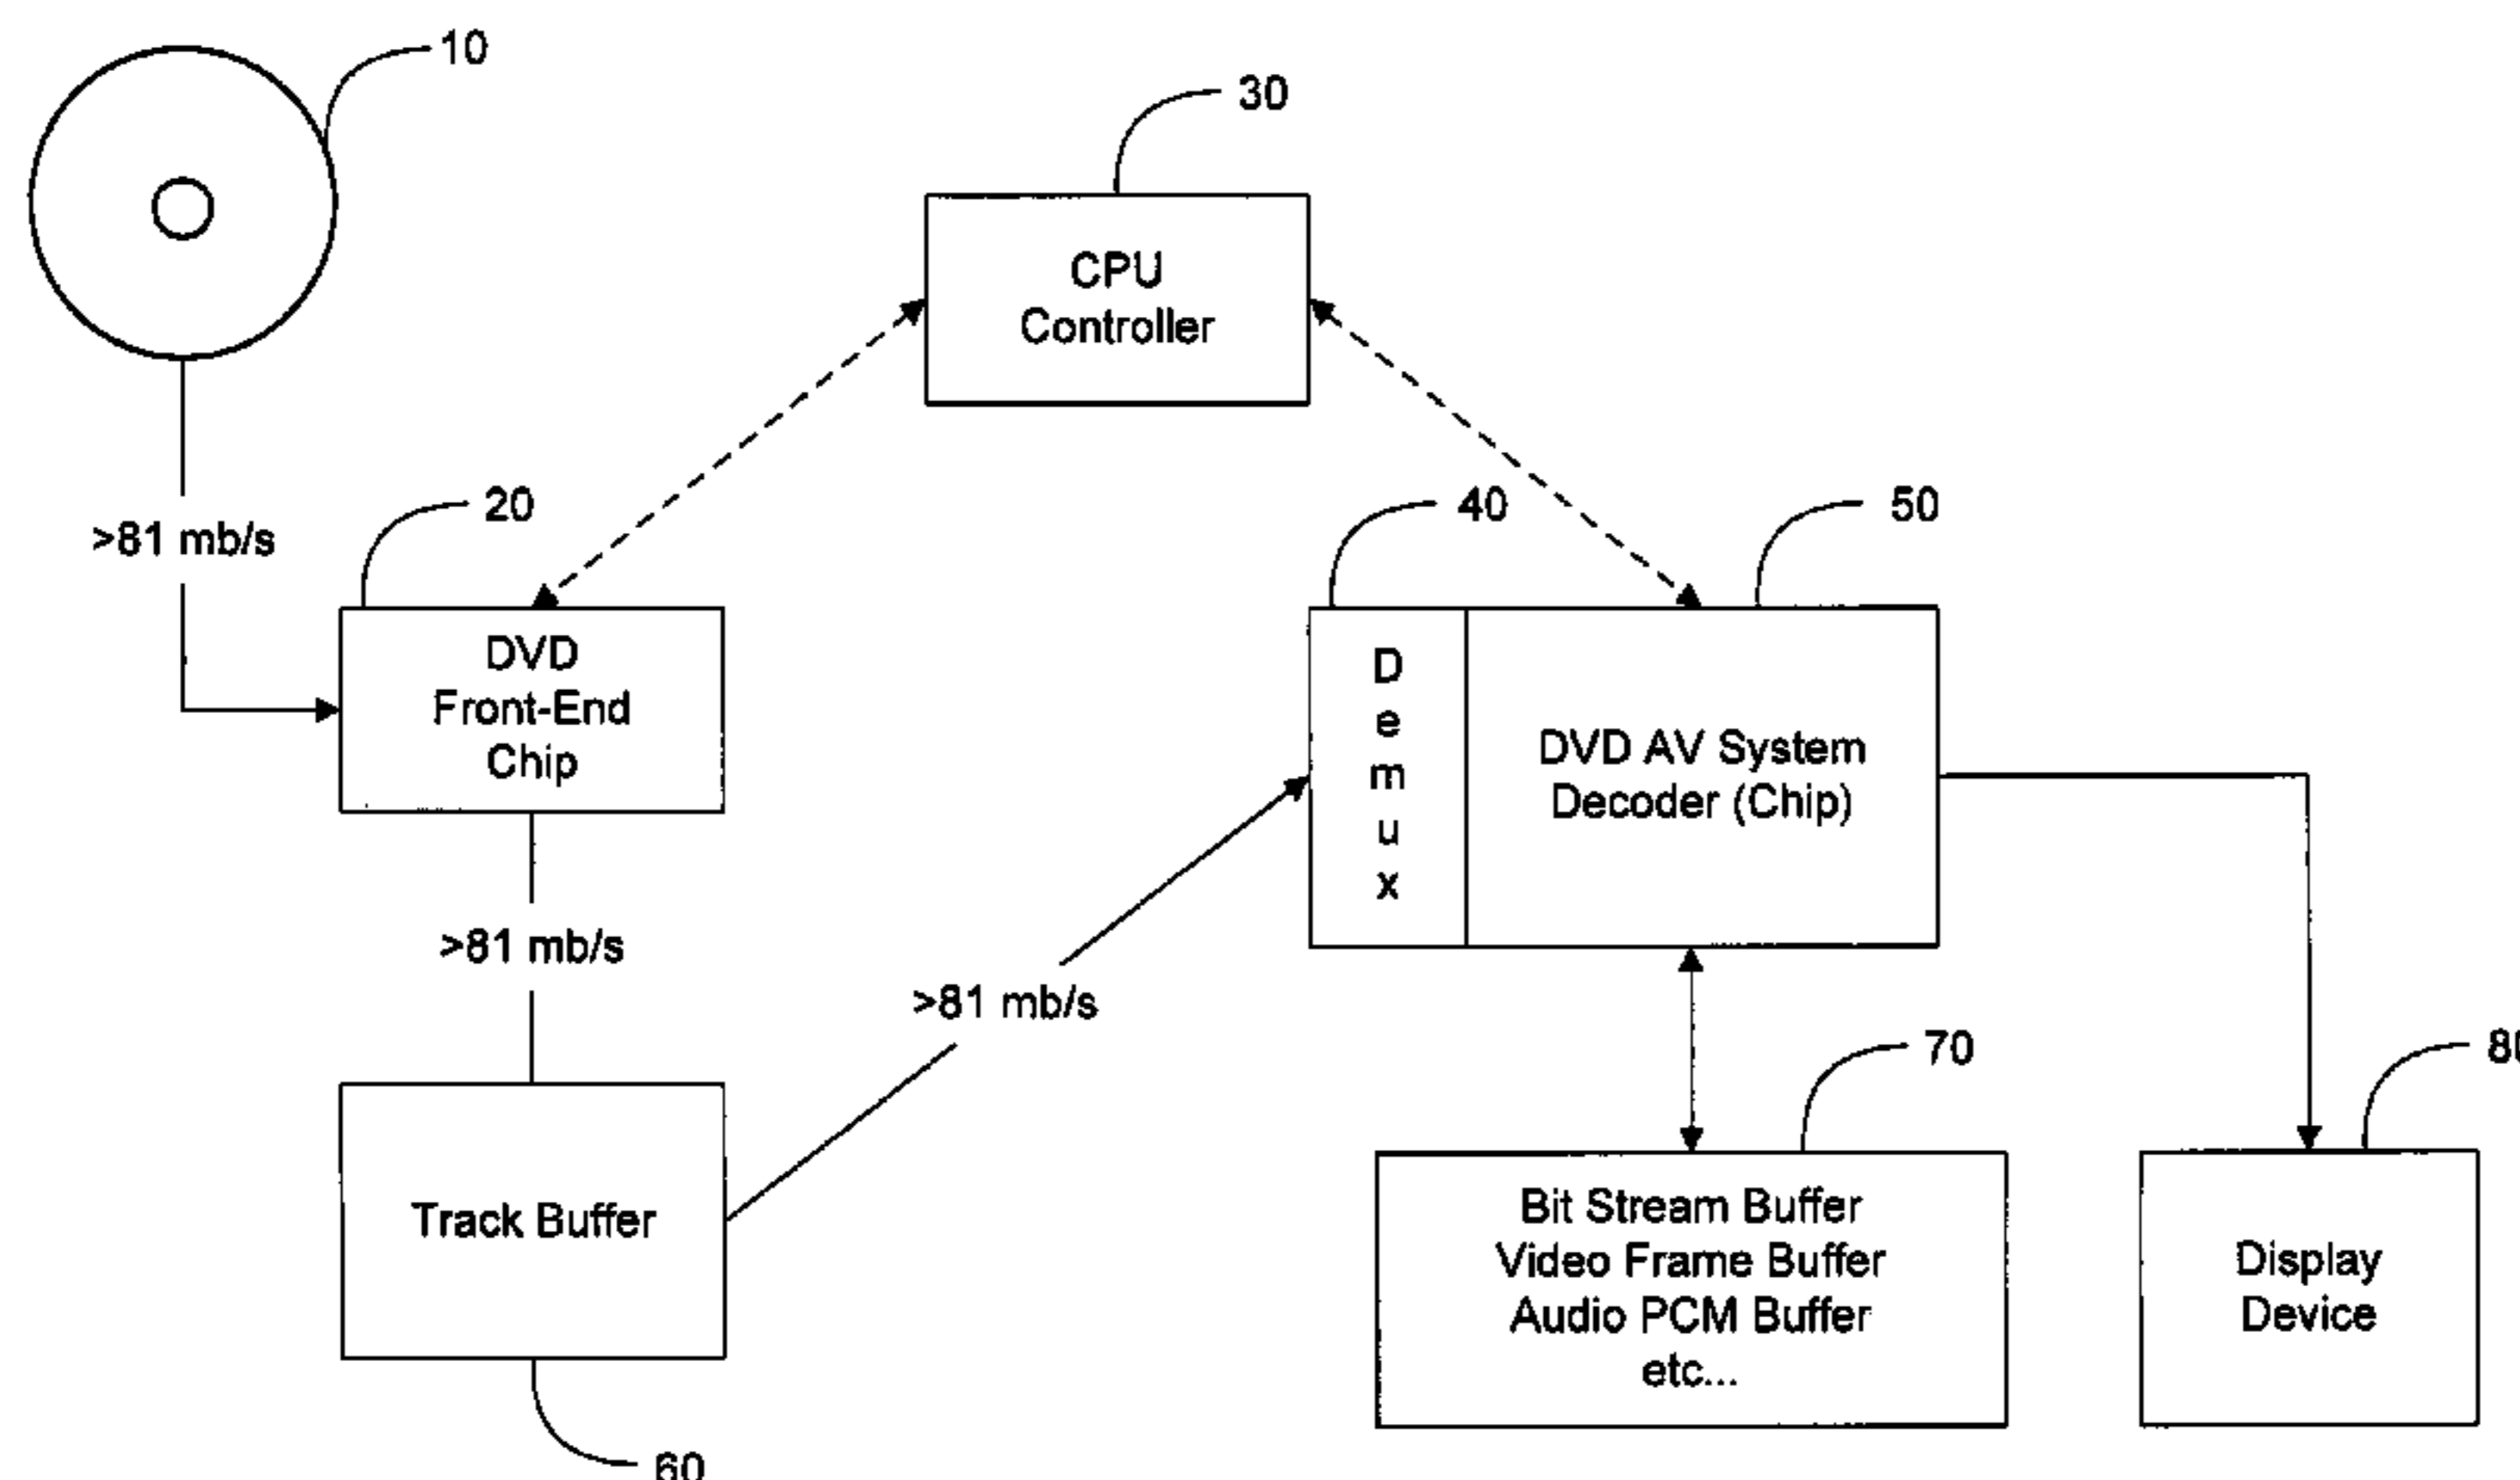 10
30
CPU
Controller
20
40
50
>81 mb/s
DVD
Front-End
Chip
D
e
m
u
x
DVD AV System
Decoder (Chip)
>81 mb/s
>81 mb/s
70
80
Track Buffer
Bit Stream Buffer
Video Frame Buffer
Audio PCM Buffer
etc...
Display
Device
60